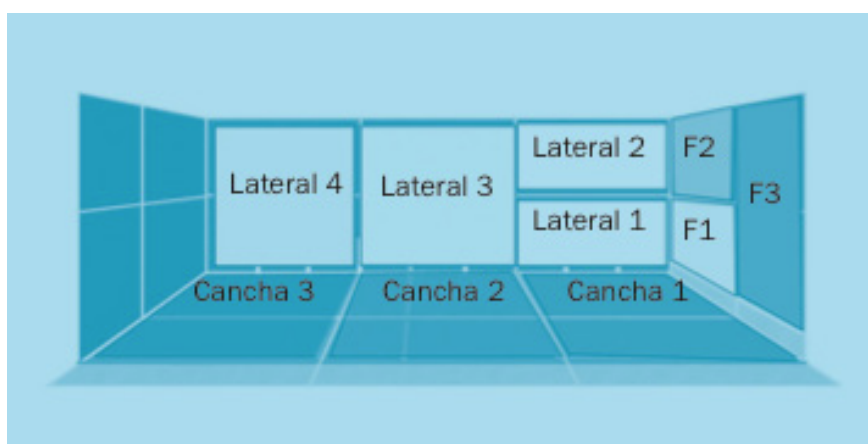 Lateral 4
Lateral 3
Lateral 2
F2
Lateral 1
F1
F3
Cancha 3
Cancha 2
Cancha 1